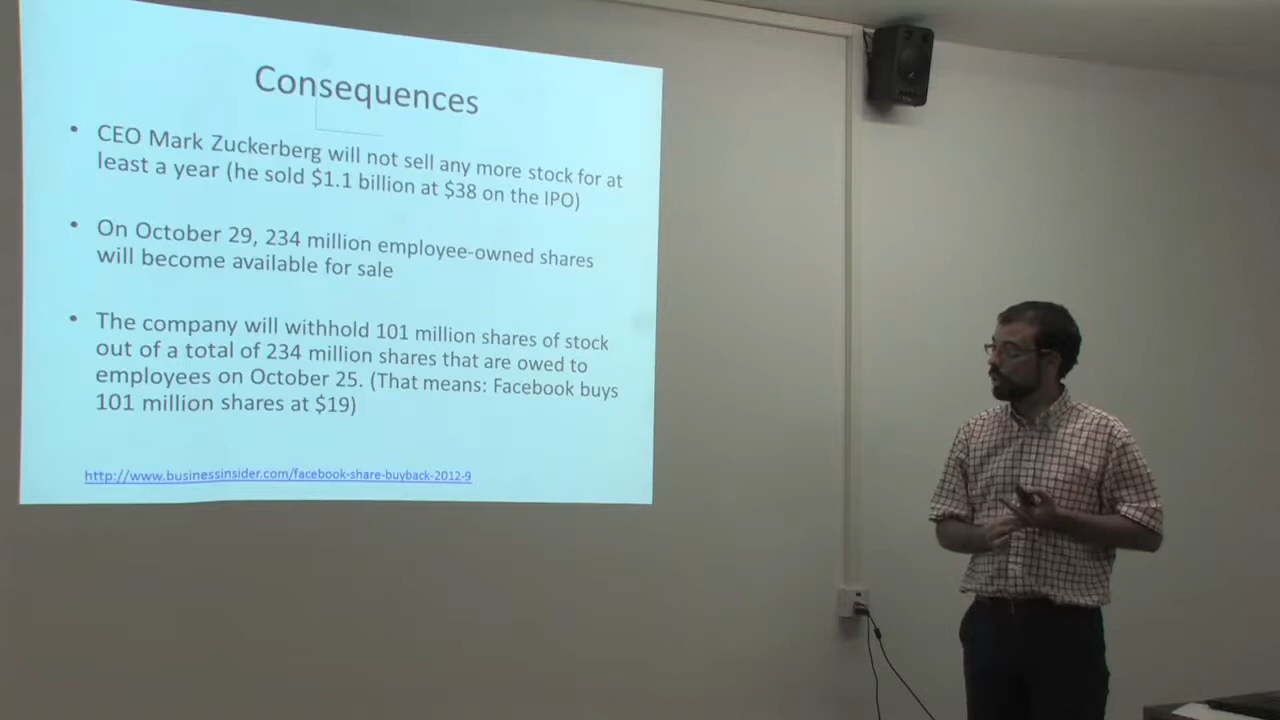 Consequences
• CEO Mark Zuckerberg will not sell any more stock for at
least a year (he sold $1.1 billion at $38 on the IPO)
• On October 29, 234 million employee-owned shares
will become available for sale
• The company will withhold 101 million shares of stock
out of a total of 234 million shares that are owed to
employees on October 25. (That means: Facebook buys
101 million shares at $19)
http://www.businessinsider.com/facebook-share-buyback-2012-9